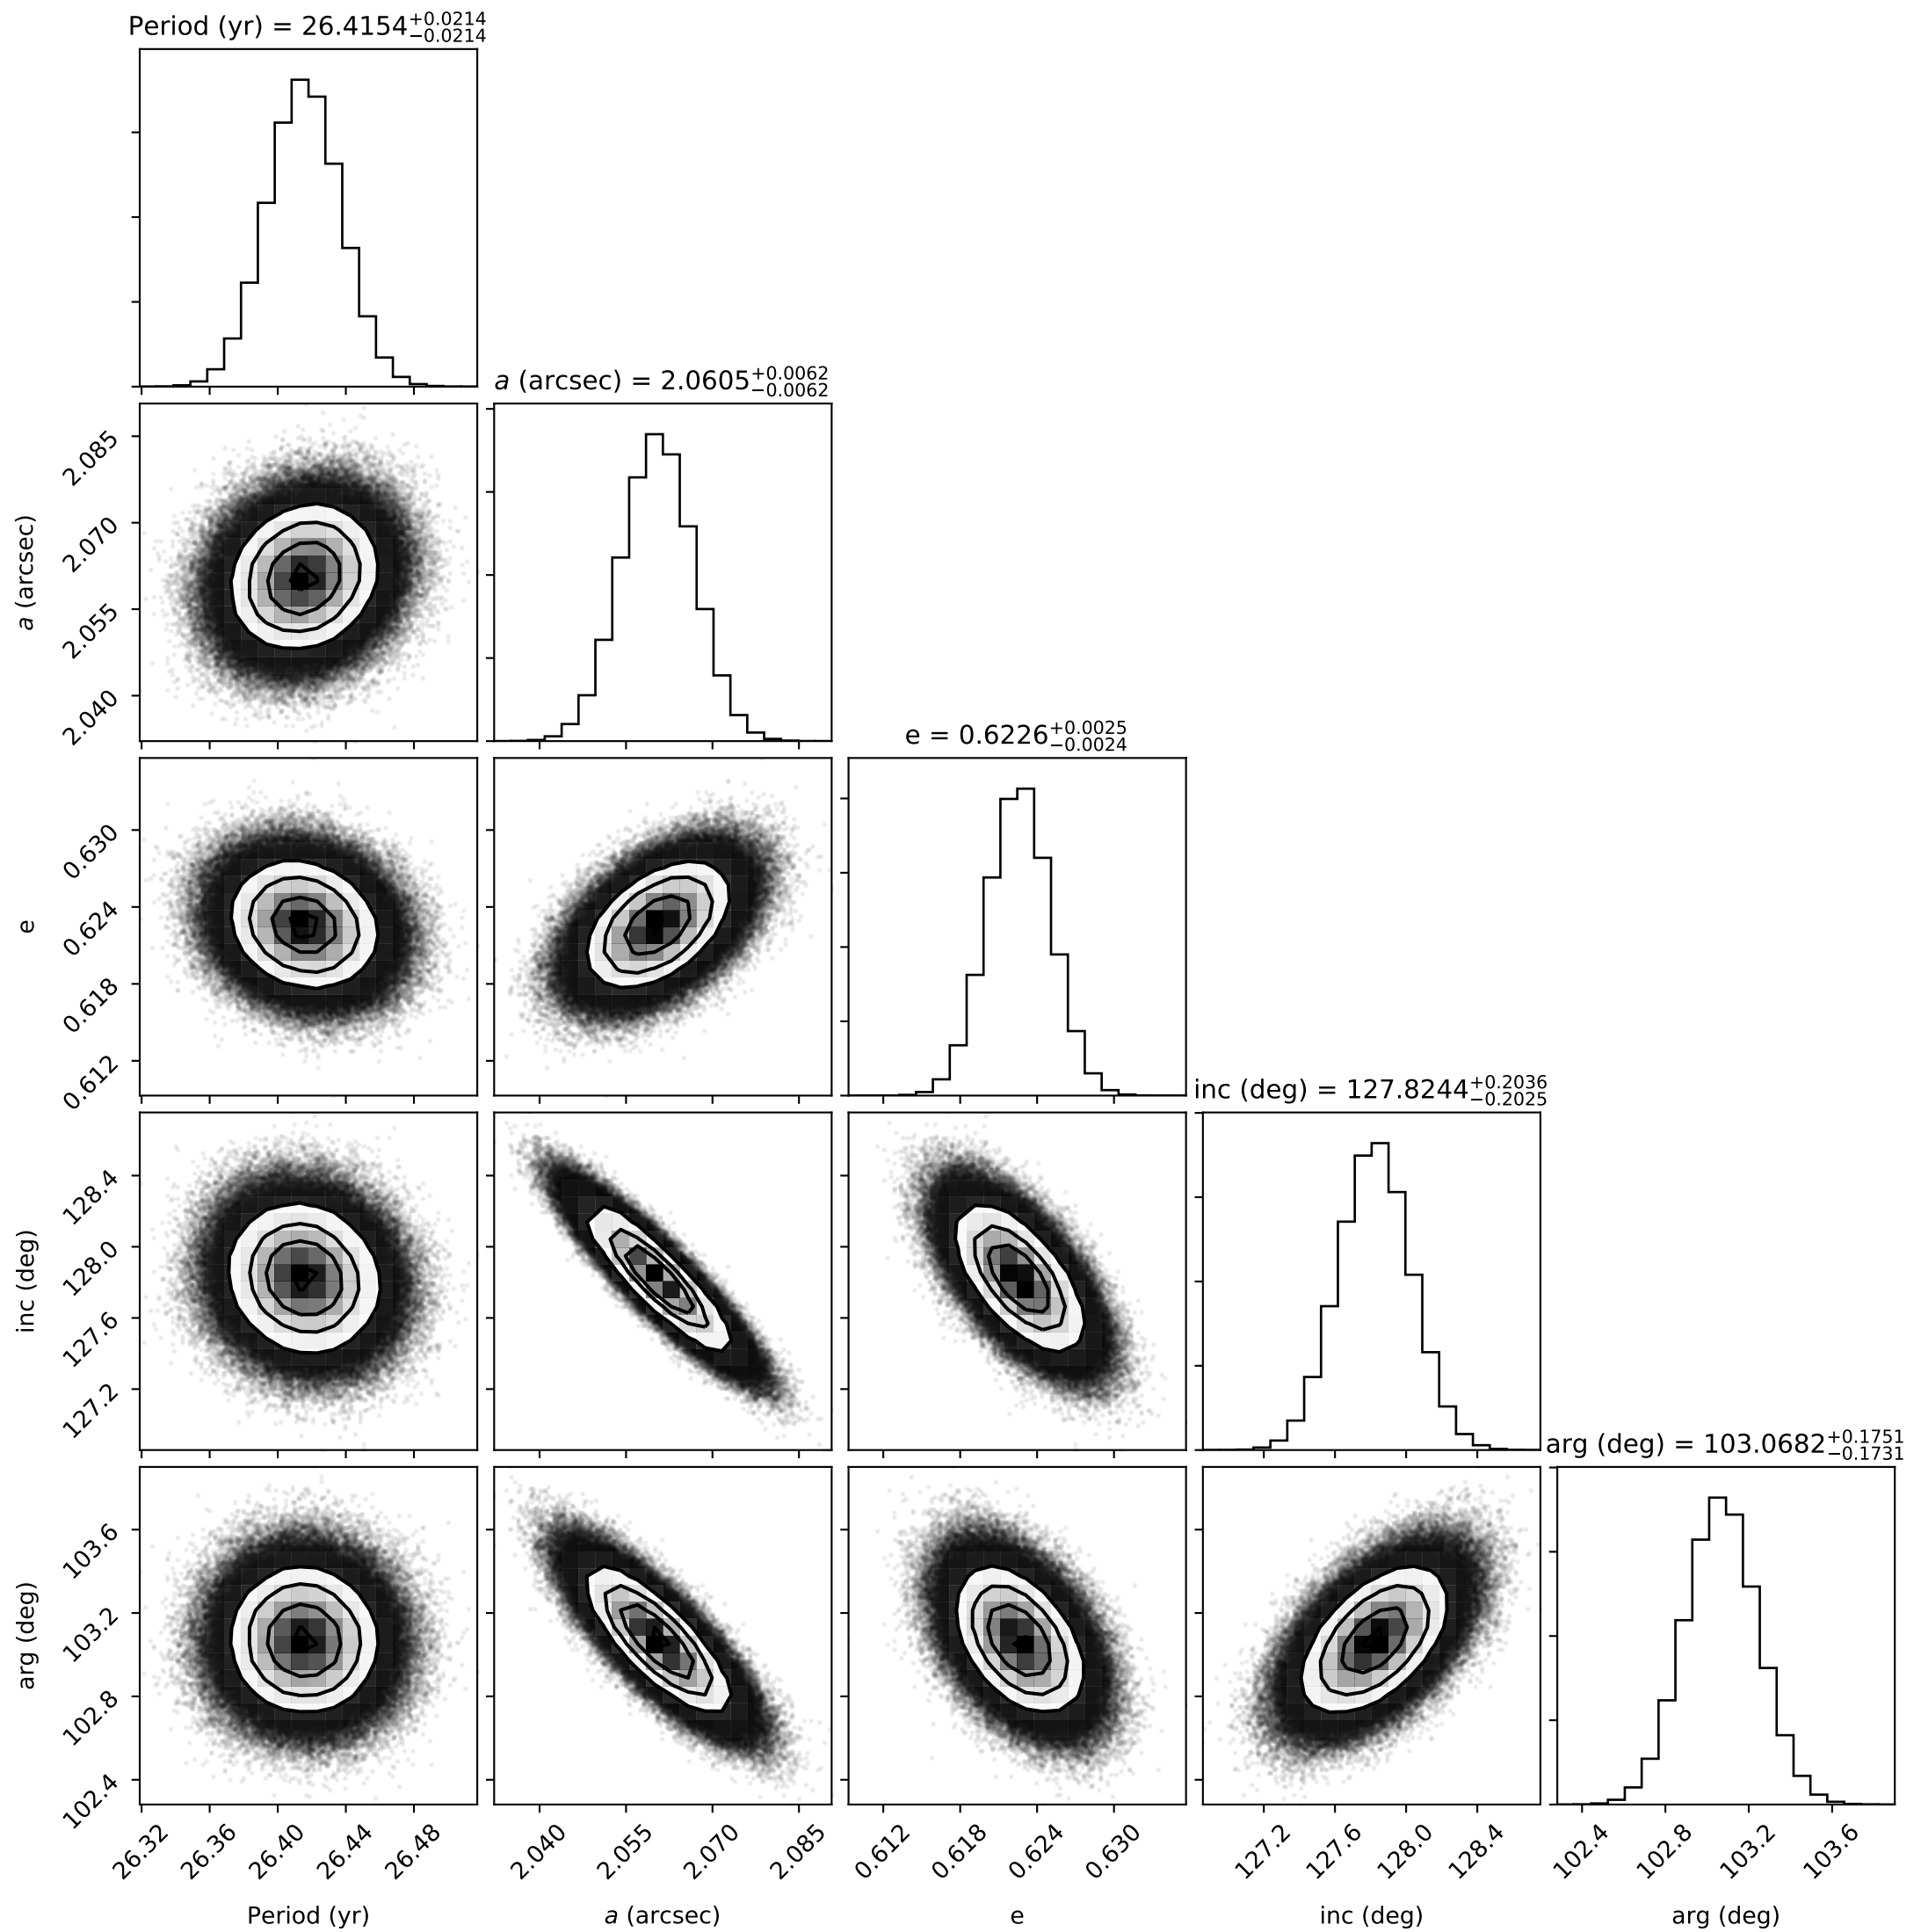 Period (yr) = 26.4154 +0.0214 −0.0214
a (arcsec) = 2.0605 +0.0062 −0.0062
2.085
2.070
2.055
2.040
a (arcsec)
e = 0.6226 +0.0025 −0.0024
0.630
0.624
0.618
0.612
e
inc (deg) = 127.8244 +0.2036 −0.2025
128.4
128.0
127.6
127.2
inc (deg)
arg (deg) = 103.0682 +0.1751 −0.1731
103.6
103.2
102.8
102.4
arg (deg)
26.32 26.36 26.40 26.44 26.48 2.040 2.055 2.070 2.085 0.612 0.618 0.624 0.630 127.2 127.6 128.0 128.4 102.4 102.8 103.2 103.6
Period (yr) a (arcsec) e inc (deg) arg (deg)